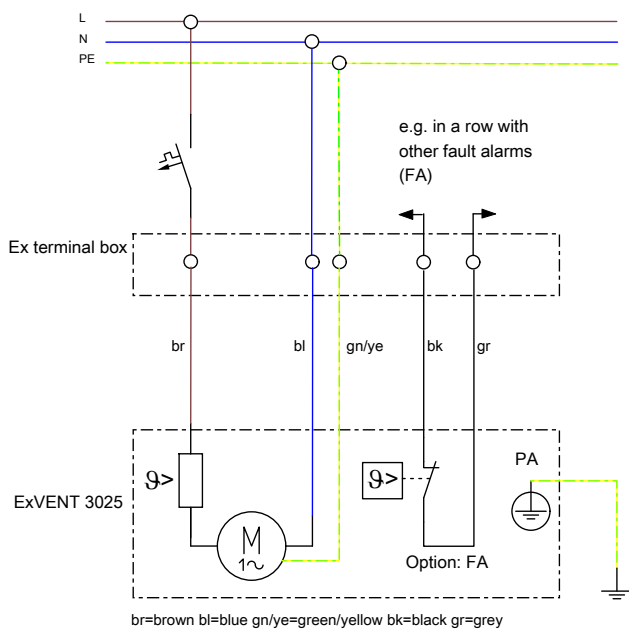 L
N
PE
e.g. in a row with
other fault alarms
(FA)
Ex terminal box
br
bl
gn/ye
bk
gr
ϑ>
ϑ>
PA
ExVENT 3025
M
1~
Option: FA
br=brown bl=blue gn/ye=green/yellow bk=black gr=grey